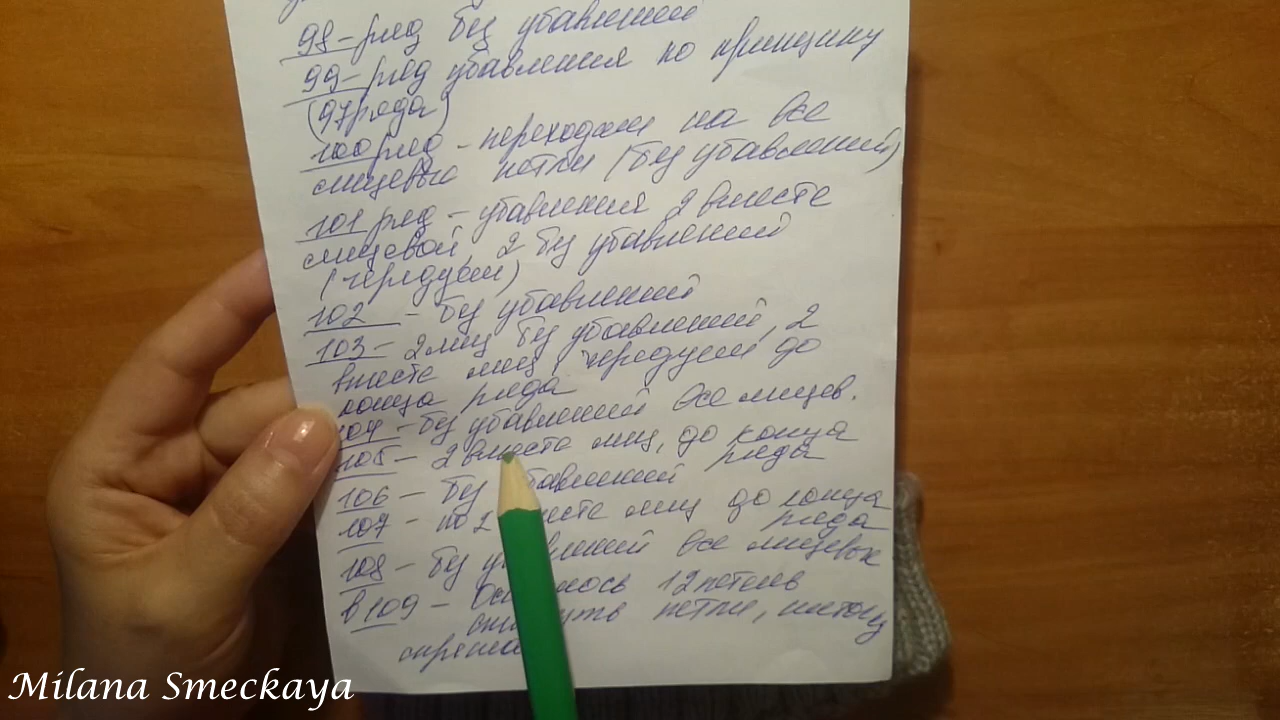 98 - ряд без убавлений
99 - ряд убавления по принципу
(97 ряда)
100 ряд - переходим на все
лицевые петли (без убавлений)
101 ряд - убавления 2 вместе
лицевой, 2 без убавлений
(чередуем)
102 - без убавлений
103 - 2 лиц без убавлений, 2
вместе лиц, чередуем до
конца ряда
104 - без убавлений все лицев.
105 - 2 вместе лиц, до конца
ряда
106 - без убавлений
107 - по 2 вместе лиц до конца
ряда
108 - без убавлений все лицевые
в 109 - Осталось 12 петель
стянуть петли, нитку
Milana Smeckaya